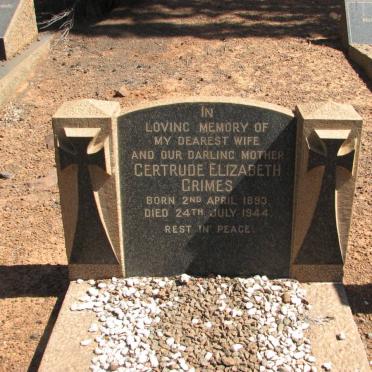 IN
LOVING MEMORY OF
MY DEAREST WIFE
AND OUR DARLING MOTHER
GERTRUDE ELIZABETH
GRIMES
BORN 2ND APRIL 1893.
DIED 24TH JULY 1944.
REST IN PEACE.